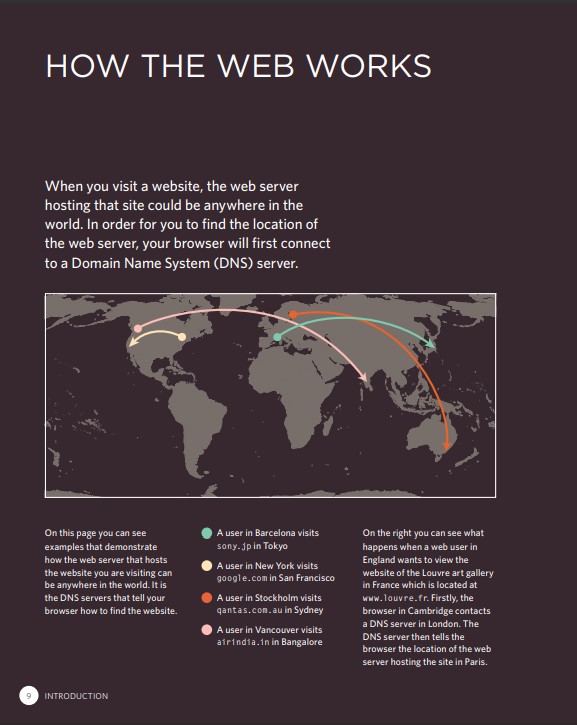 HOW THE WEB WORKS
When you visit a website, the web server
hosting that site could be anywhere in the
world. In order for you to find the location of
the web server, your browser will first connect
to a Domain Name System (DNS) server.
On this page you can see
examples that demonstrate
how the web server that hosts
the website you are visiting can
be anywhere in the world. It is
the DNS servers that tell your
browser how to find the website.
A user in Barcelona visits
sony.jp in Tokyo
A user in New York visits
google.com in San Francisco
A user in Stockholm visits
qantas.com.au in Sydney
A user in Vancouver visits
airindia.in in Bangalore
On the right you can see what
happens when a web user in
England wants to view the
website of the Louvre art gallery
in France which is located at
www.louvre.fr. Firstly, the
browser in Cambridge contacts
a DNS server in London. The
DNS server then tells the
browser the location of the web
server hosting the site in Paris.
9 INTRODUCTION